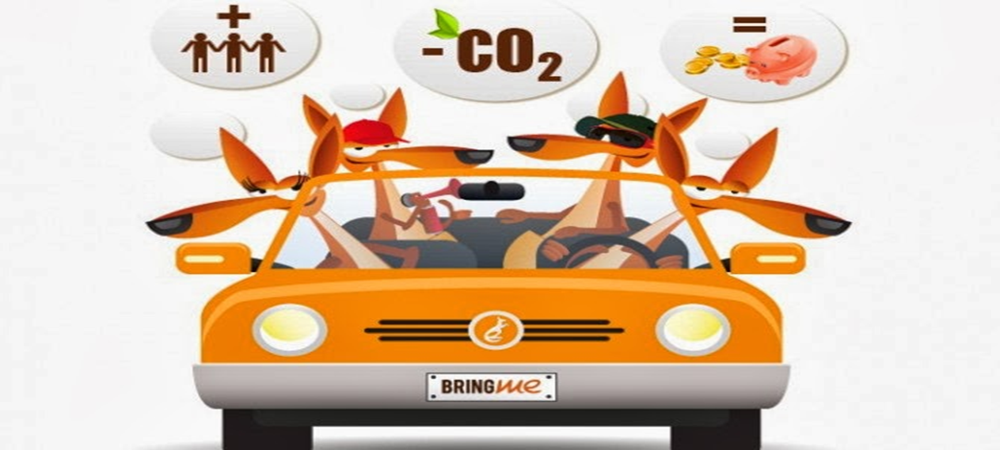 +
- CO₂
=
BRINGme